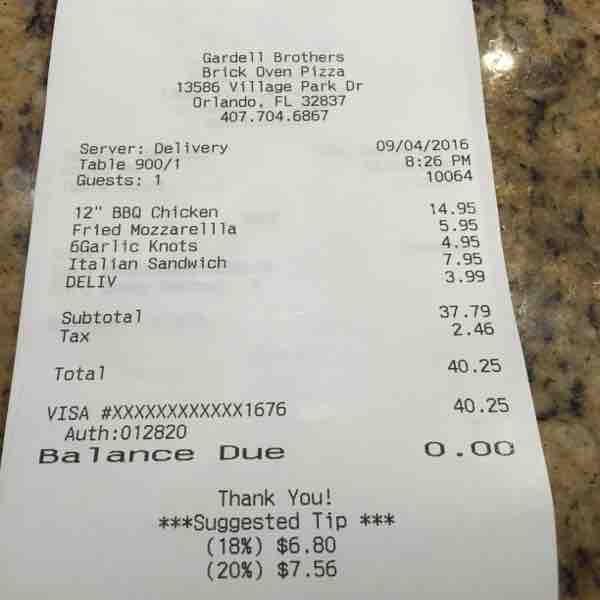 Gardell Brothers
Brick Oven Pizza
13586 Village Park Dr
Orlando, FL 32837
407.704.6867
Server: Delivery 09/04/2016
Table 900/1 8:26 PM
Guests: 1 10064
12" BBQ Chicken 14.95
Fried Mozzarellla 5.95
6Garlic Knots 4.95
Italian Sandwich 7.95
DELIV 3.99
Subtotal 37.79
Tax 2.46
Total 40.25
VISA #XXXXXXXXXXXX1676 40.25
Auth:012820
Balance Due 0.00
Thank You!
***Suggested Tip ***
(18%) $6.80
(20%) $7.56